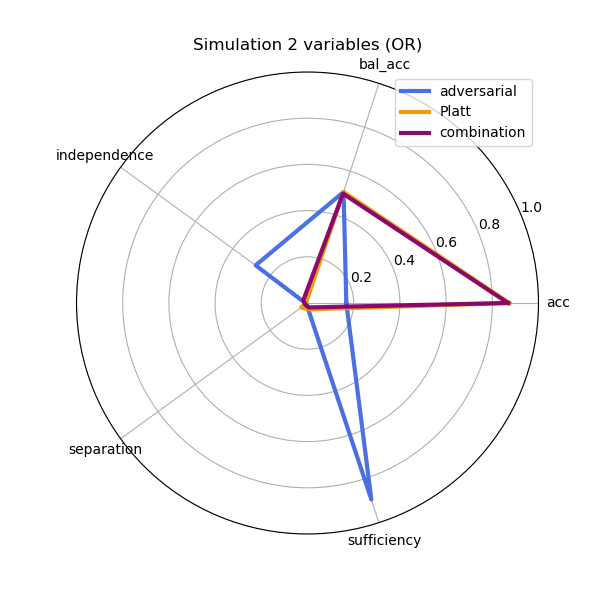 Simulation 2 variables (OR)
bal_acc
adversarial
Platt
combination
independence
1.0
0.8
0.6
0.4
0.2
acc
separation
sufficiency